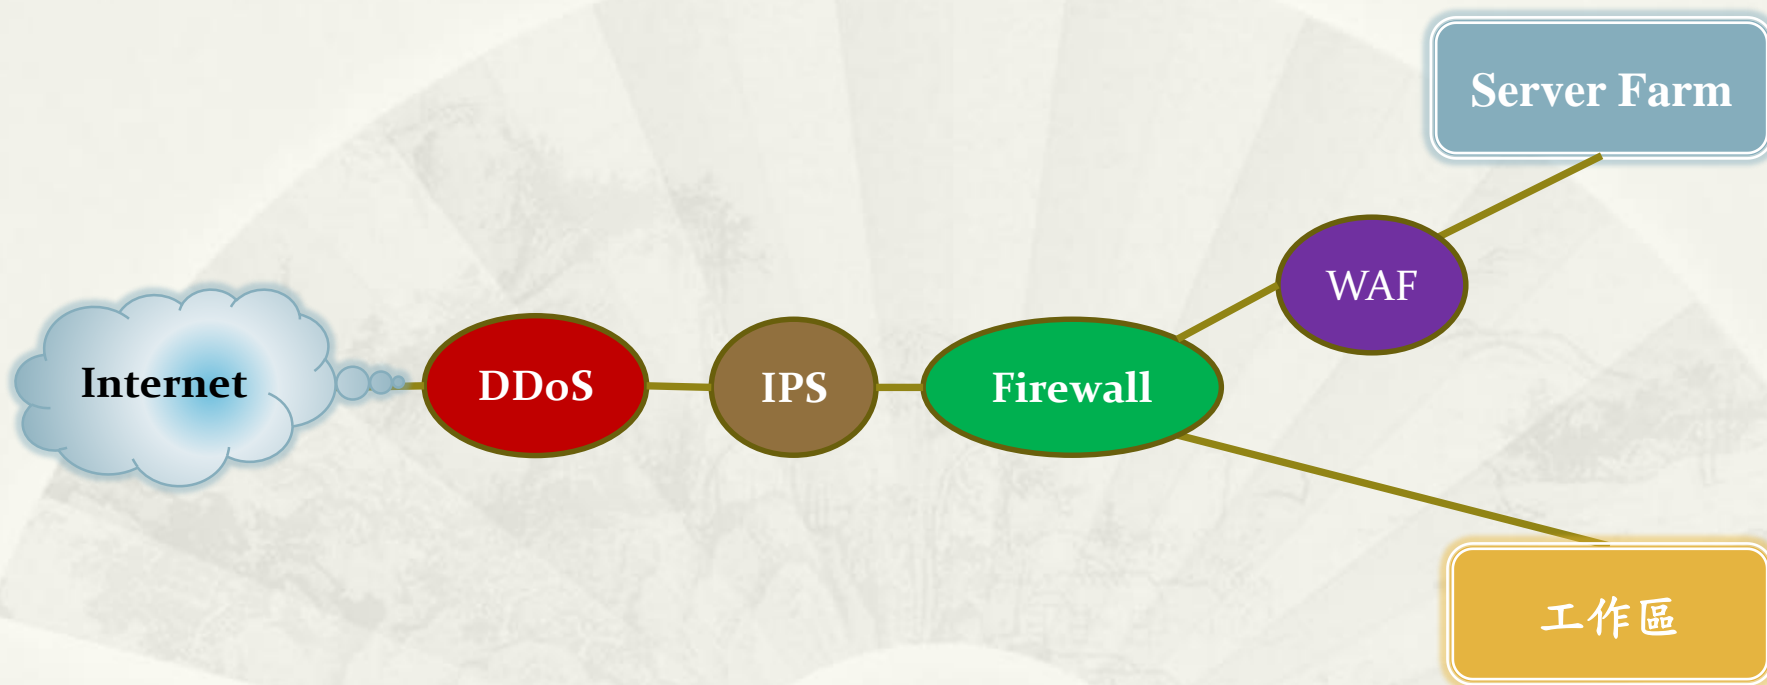 Server Farm
WAF
Internet
DDoS
IPS
Firewall
工作區